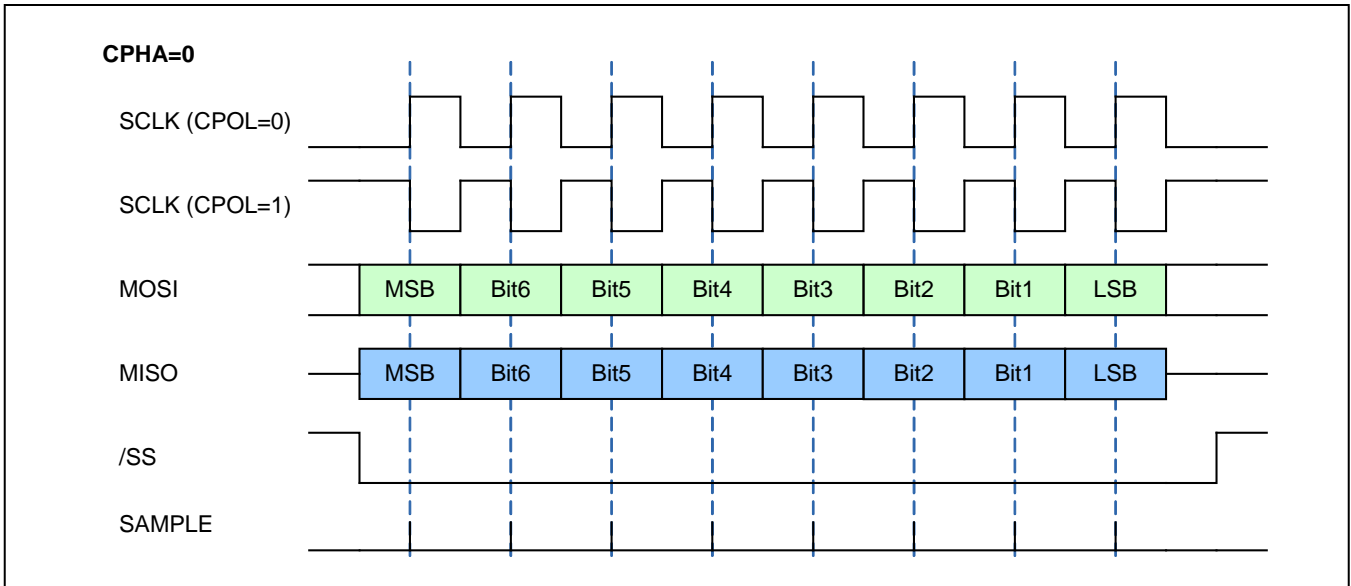 CPHA=0
SCLK (CPOL=0)
SCLK (CPOL=1)
MOSI MSB Bit6 Bit5 Bit4 Bit3 Bit2 Bit1 LSB
MISO MSB Bit6 Bit5 Bit4 Bit3 Bit2 Bit1 LSB
/SS
SAMPLE